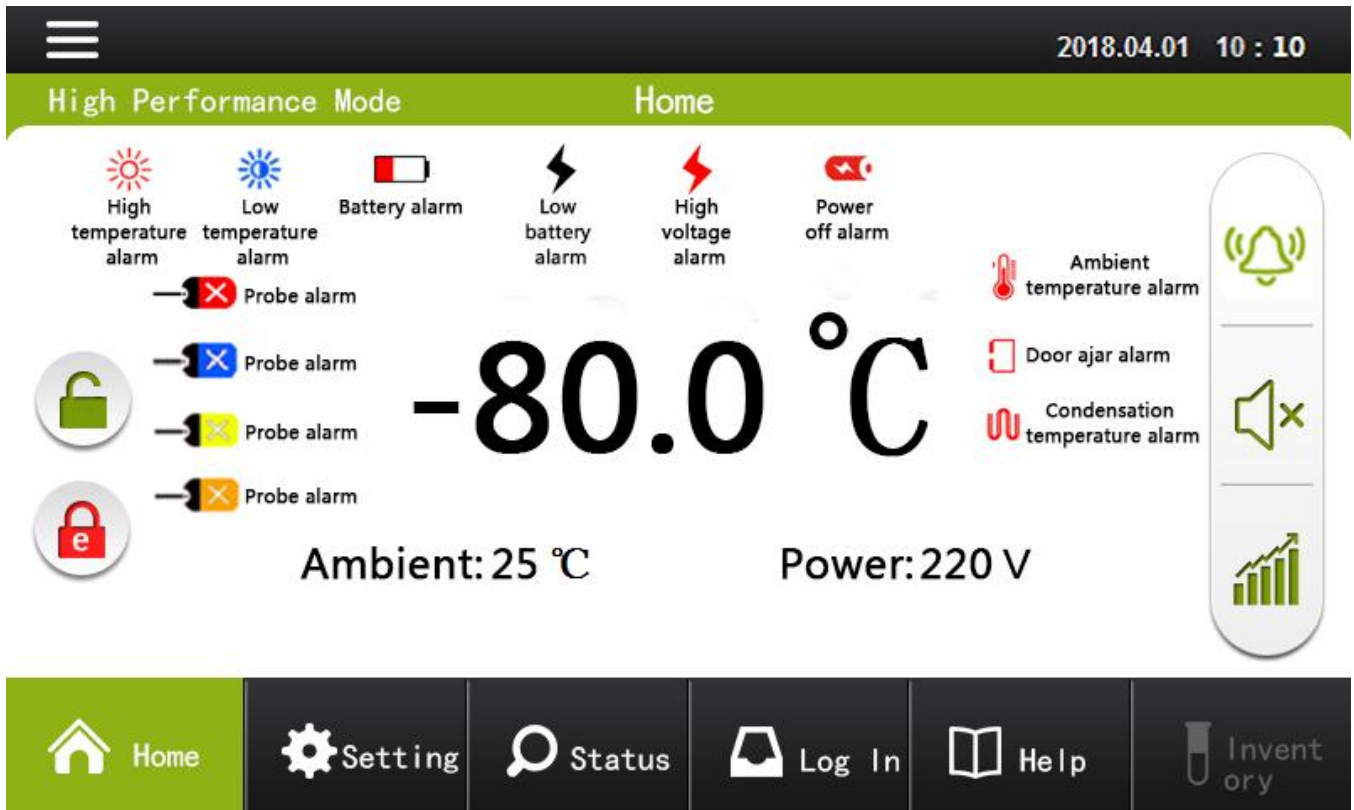 2018.04.01 10:10
High Performance Mode
Home
High
temperature
alarm
Low
temperature
alarm
Battery alarm
Low
battery
alarm
High
voltage
alarm
Power
off alarm
Probe alarm
Probe alarm
Probe alarm
Probe alarm
-80.0 ℃
Ambient
temperature alarm
Door ajar alarm
Condensation
temperature alarm
e
Ambient: 25 ℃
Power: 220 V
Home
Setting
Status
Log In
Help
Invent
ory